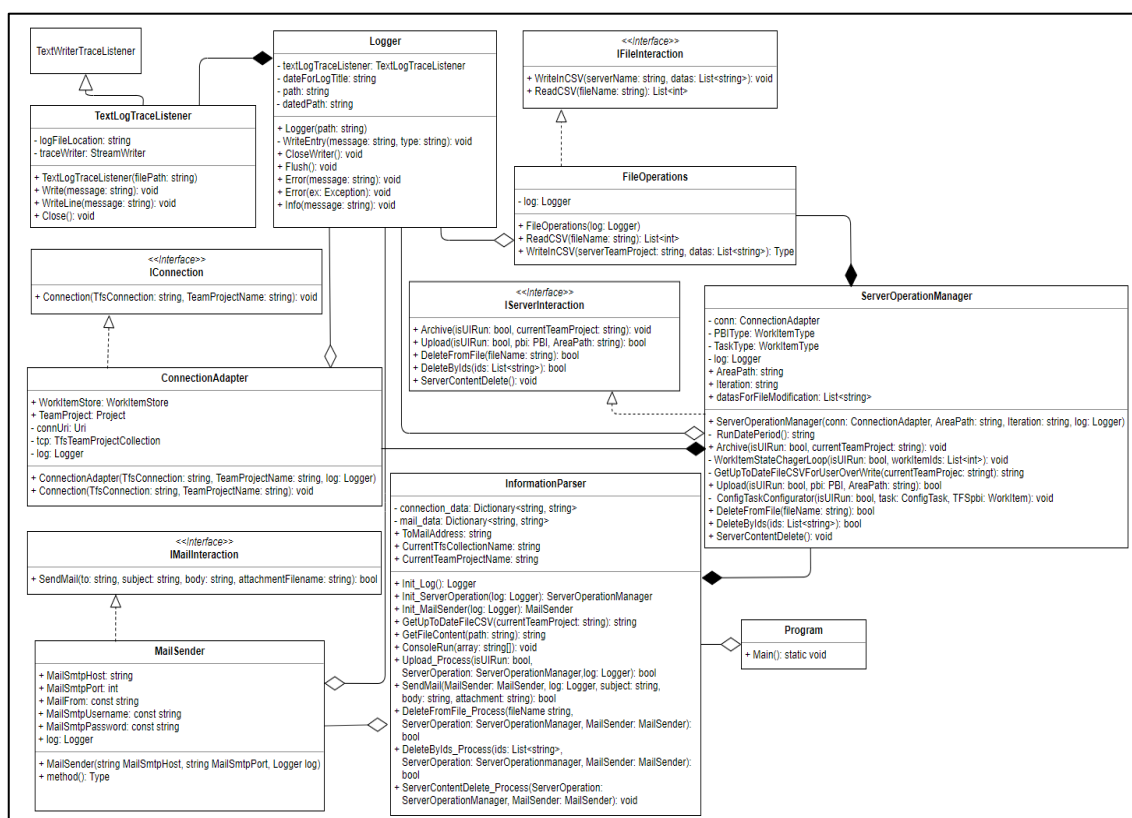 TextWriterTraceListener
TextLogTraceListener
- logFileLocation: string
- traceWriter: StreamWriter
+ TextLogTraceListener(filePath: string)
+ Write(message: string): void
+ WriteLine(message: string): void
+ Close(): void
Logger
- textLogTraceListener: TextLogTraceListener
- dateForLogTitle: string
- path: string
- datedPath: string
+ Logger(path: string)
- WriteEntry(message: string, type: string): void
+ CloseWriter(): void
+ Flush(): void
+ Error(message: string): void
+ Error(ex: Exception): void
+ Info(message: string): void
<<Interface>>
IFileInteraction
+ WriteInCSV(serverName: string, datas: List<string>): void
+ ReadCSV(fileName: string): List<int>
FileOperations
- log: Logger
+ FileOperations(log: Logger)
+ ReadCSV(fileName: string): List<int>
+ WriteInCSV(serverTeamProject: string, datas: List<string>): Type
<<Interface>>
IConnection
+ Connection(TfsConnection: string, TeamProjectName: string): void
<<Interface>>
IServerInteraction
+ Archive(isUIRun: bool, currentTeamProject: string): void
+ Upload(isUIRun: bool, pbi: PBI, AreaPath: string): bool
+ DeleteFromFile(fileName: string): bool
+ DeleteByIds(ids: List<string>): bool
+ ServerContentDelete(): void
ServerOperationManager
- conn: ConnectionAdapter
- PBIType: WorkItemType
- TaskType: WorkItemType
- log: Logger
+ AreaPath: string
+ Iteration: string
+ datasForFileModification: List<string>
+ ServerOperationManager(conn: ConnectionAdapter, AreaPath: string, Iteration: string, log: Logger)
- RunDatePeriod(): string
+ Archive(isUIRun: bool, currentTeamProject: string): void
- WorkItemStateChagerLoop(isUIRun: bool, workItemIds: List<int>): void
- GetUpToDateFileCSVForUserOverWrite(currentTeamProjec: stringt): string
+ Upload(isUIRun: bool, pbi: PBI, AreaPath: string): bool
- ConfigTaskConfigurator(isUIRun: bool, task: ConfigTask, TFSpbi: WorkItem): void
+ DeleteFromFile(fileName: string): bool
+ DeleteByIds(ids: List<string>): bool
+ ServerContentDelete(): void
ConnectionAdapter
+ WorkItemStore: WorkItemStore
+ TeamProject: Project
- connUri: Uri
- tcp: TfsTeamProjectCollection
- log: Logger
+ ConnectionAdapter(TfsConnection: string, TeamProjectName: string, log: Logger)
+ Connection(TfsConnection: string, TeamProjectName: string): void
InformationParser
- connection_data: Dictionary<string, string>
- mail_data: Dictionary<string, string>
+ ToMailAddress: string
+ CurrentTfsCollectionName: string
+ CurrentTeamProjectName: string
+ Init_Log(): Logger
+ Init_ServerOperation(log: Logger): ServerOperationManager
+ Init_MailSender(log: Logger): MailSender
+ GetUpToDateFileCSV(currentTeamProject: string): string
+ GetFileContent(path: string): string
+ ConsoleRun(array: string[]): void
+ Upload_Process(isUIRun: bool,
ServerOperation: ServerOperationManager,log: Logger): bool
+ SendMail(MailSender: MailSender, log: Logger, subject: string,
body: string, attachment: string): bool
+ DeleteFromFile_Process(fileName string,
ServerOperation: ServerOperationManager, MailSender: MailSender):
bool
+ DeleteByIds_Process(ids: List<string>,
ServerOperation: ServerOperationmanager, MailSender: MailSender):
bool
+ ServerContentDelete_Process(ServerOperation:
ServerOperationManager, MailSender: MailSender): void
<<Interface>>
IMailInteraction
+ SendMail(to: string, subject: string, body: string, attachmentFilename: string): bool
MailSender
+ MailSmtpHost: string
+ MailSmtpPort: int
+ MailFrom: const string
+ MailSmtpUsername: const string
+ MailSmtpPassword: const string
+ log: Logger
+ MailSender(string MailSmtpHost, string MailSmtpPort, Logger log)
+ method(): Type
Program
+ Main(): static void